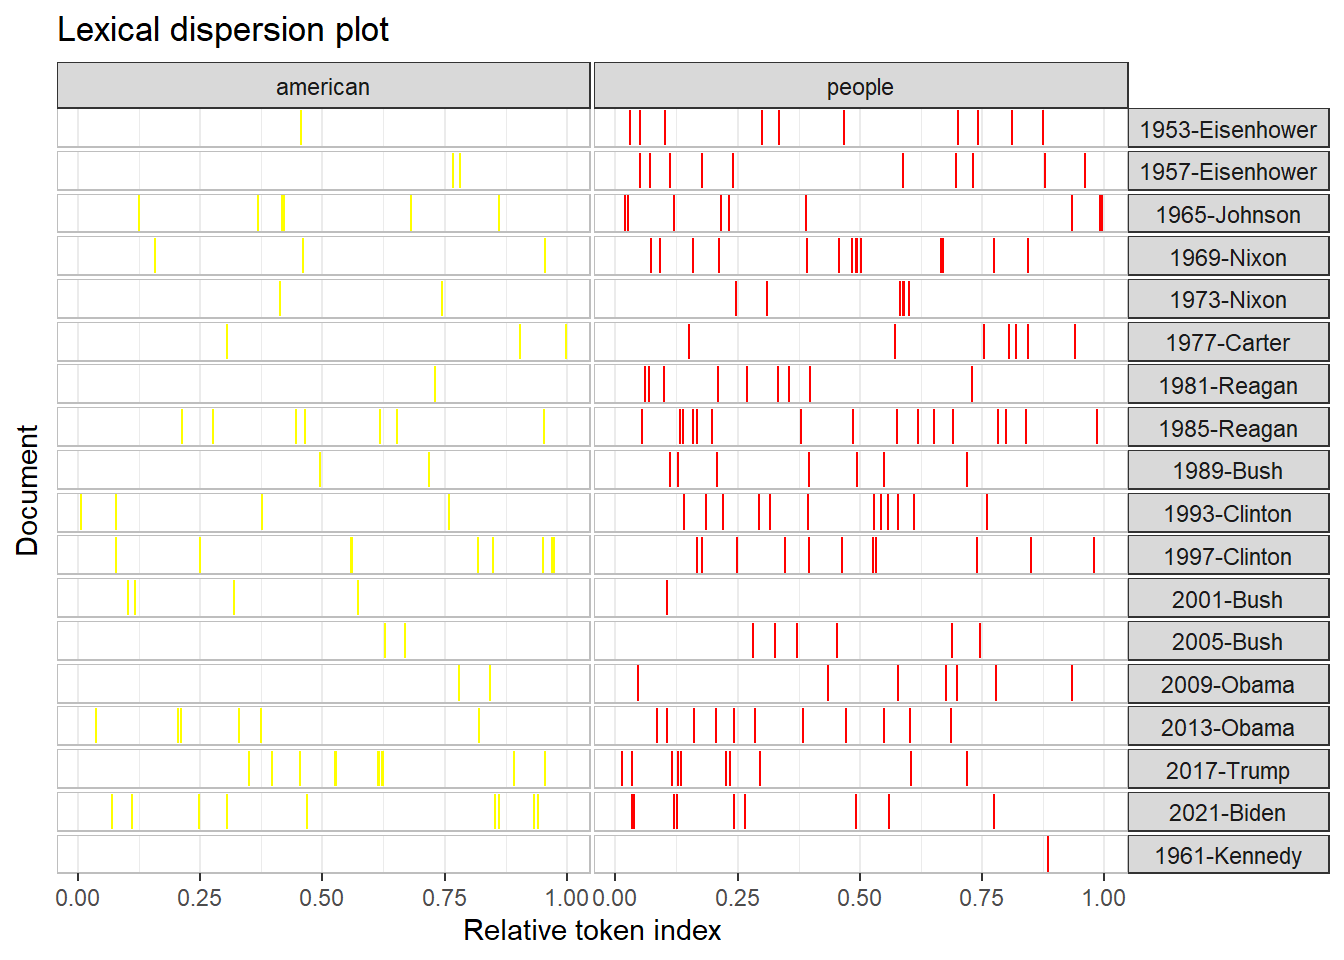 Lexical dispersion plot
american
people
1953-Eisenhower
1957-Eisenhower
1965-Johnson
1969-Nixon
1973-Nixon
1977-Carter
1981-Reagan
1985-Reagan
1989-Bush
1993-Clinton
1997-Clinton
2001-Bush
2005-Bush
2009-Obama
2013-Obama
2017-Trump
2021-Biden
1961-Kennedy
Document
0.00 0.25 0.50 0.75 1.00 0.00 0.25 0.50 0.75 1.00
Relative token index